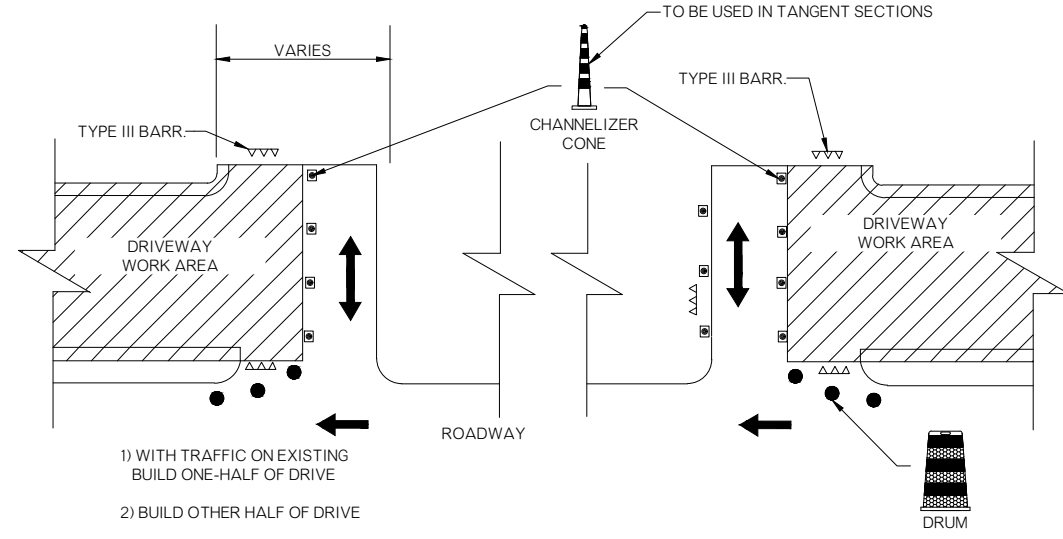 TO BE USED IN TANGENT SECTIONS
VARIES
TYPE III BARR.
TYPE III BARR.
CHANNELIZER
CONE
DRIVEWAY
WORK AREA
DRIVEWAY
WORK AREA
ROADWAY
1) WITH TRAFFIC ON EXISTING
BUILD ONE-HALF OF DRIVE
2) BUILD OTHER HALF OF DRIVE
DRUM